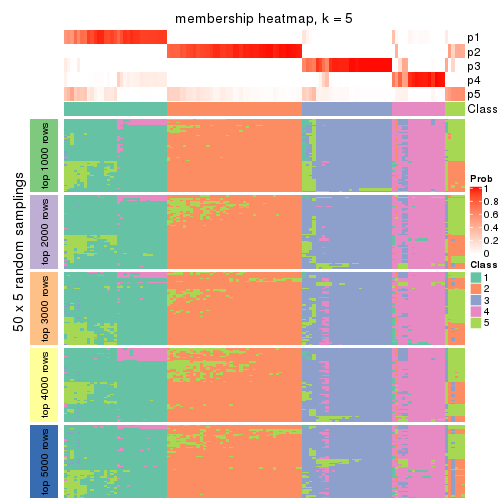 membership heatmap, k = 5
p1
p2
p3
p4
p5
Class
50 x 5 random samplings
top 1000 rows
top 2000 rows
top 3000 rows
top 4000 rows
top 5000 rows
Prob
1
0.8
0.6
0.4
0.2
0
Class
1
2
3
4
5